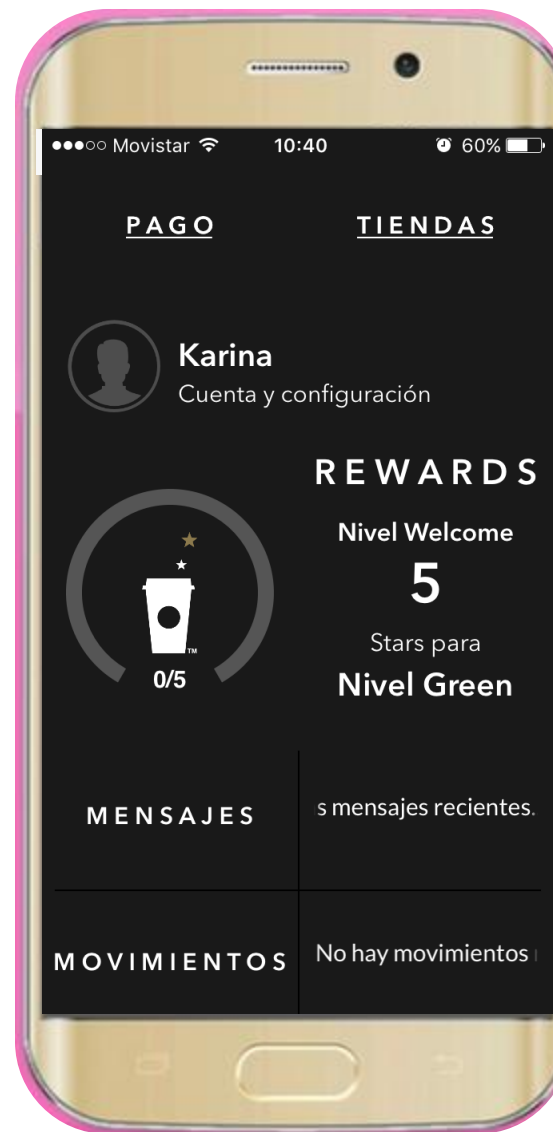 Movistar 10:40 60%
PAGO TIENDAS
Karina
Cuenta y configuración
REWARDS
Nivel Welcome
5
Stars para
Nivel Green
TM
0/5
MENSAJES
s mensajes recientes.
MOVIMIENTOS
No hay movimientos